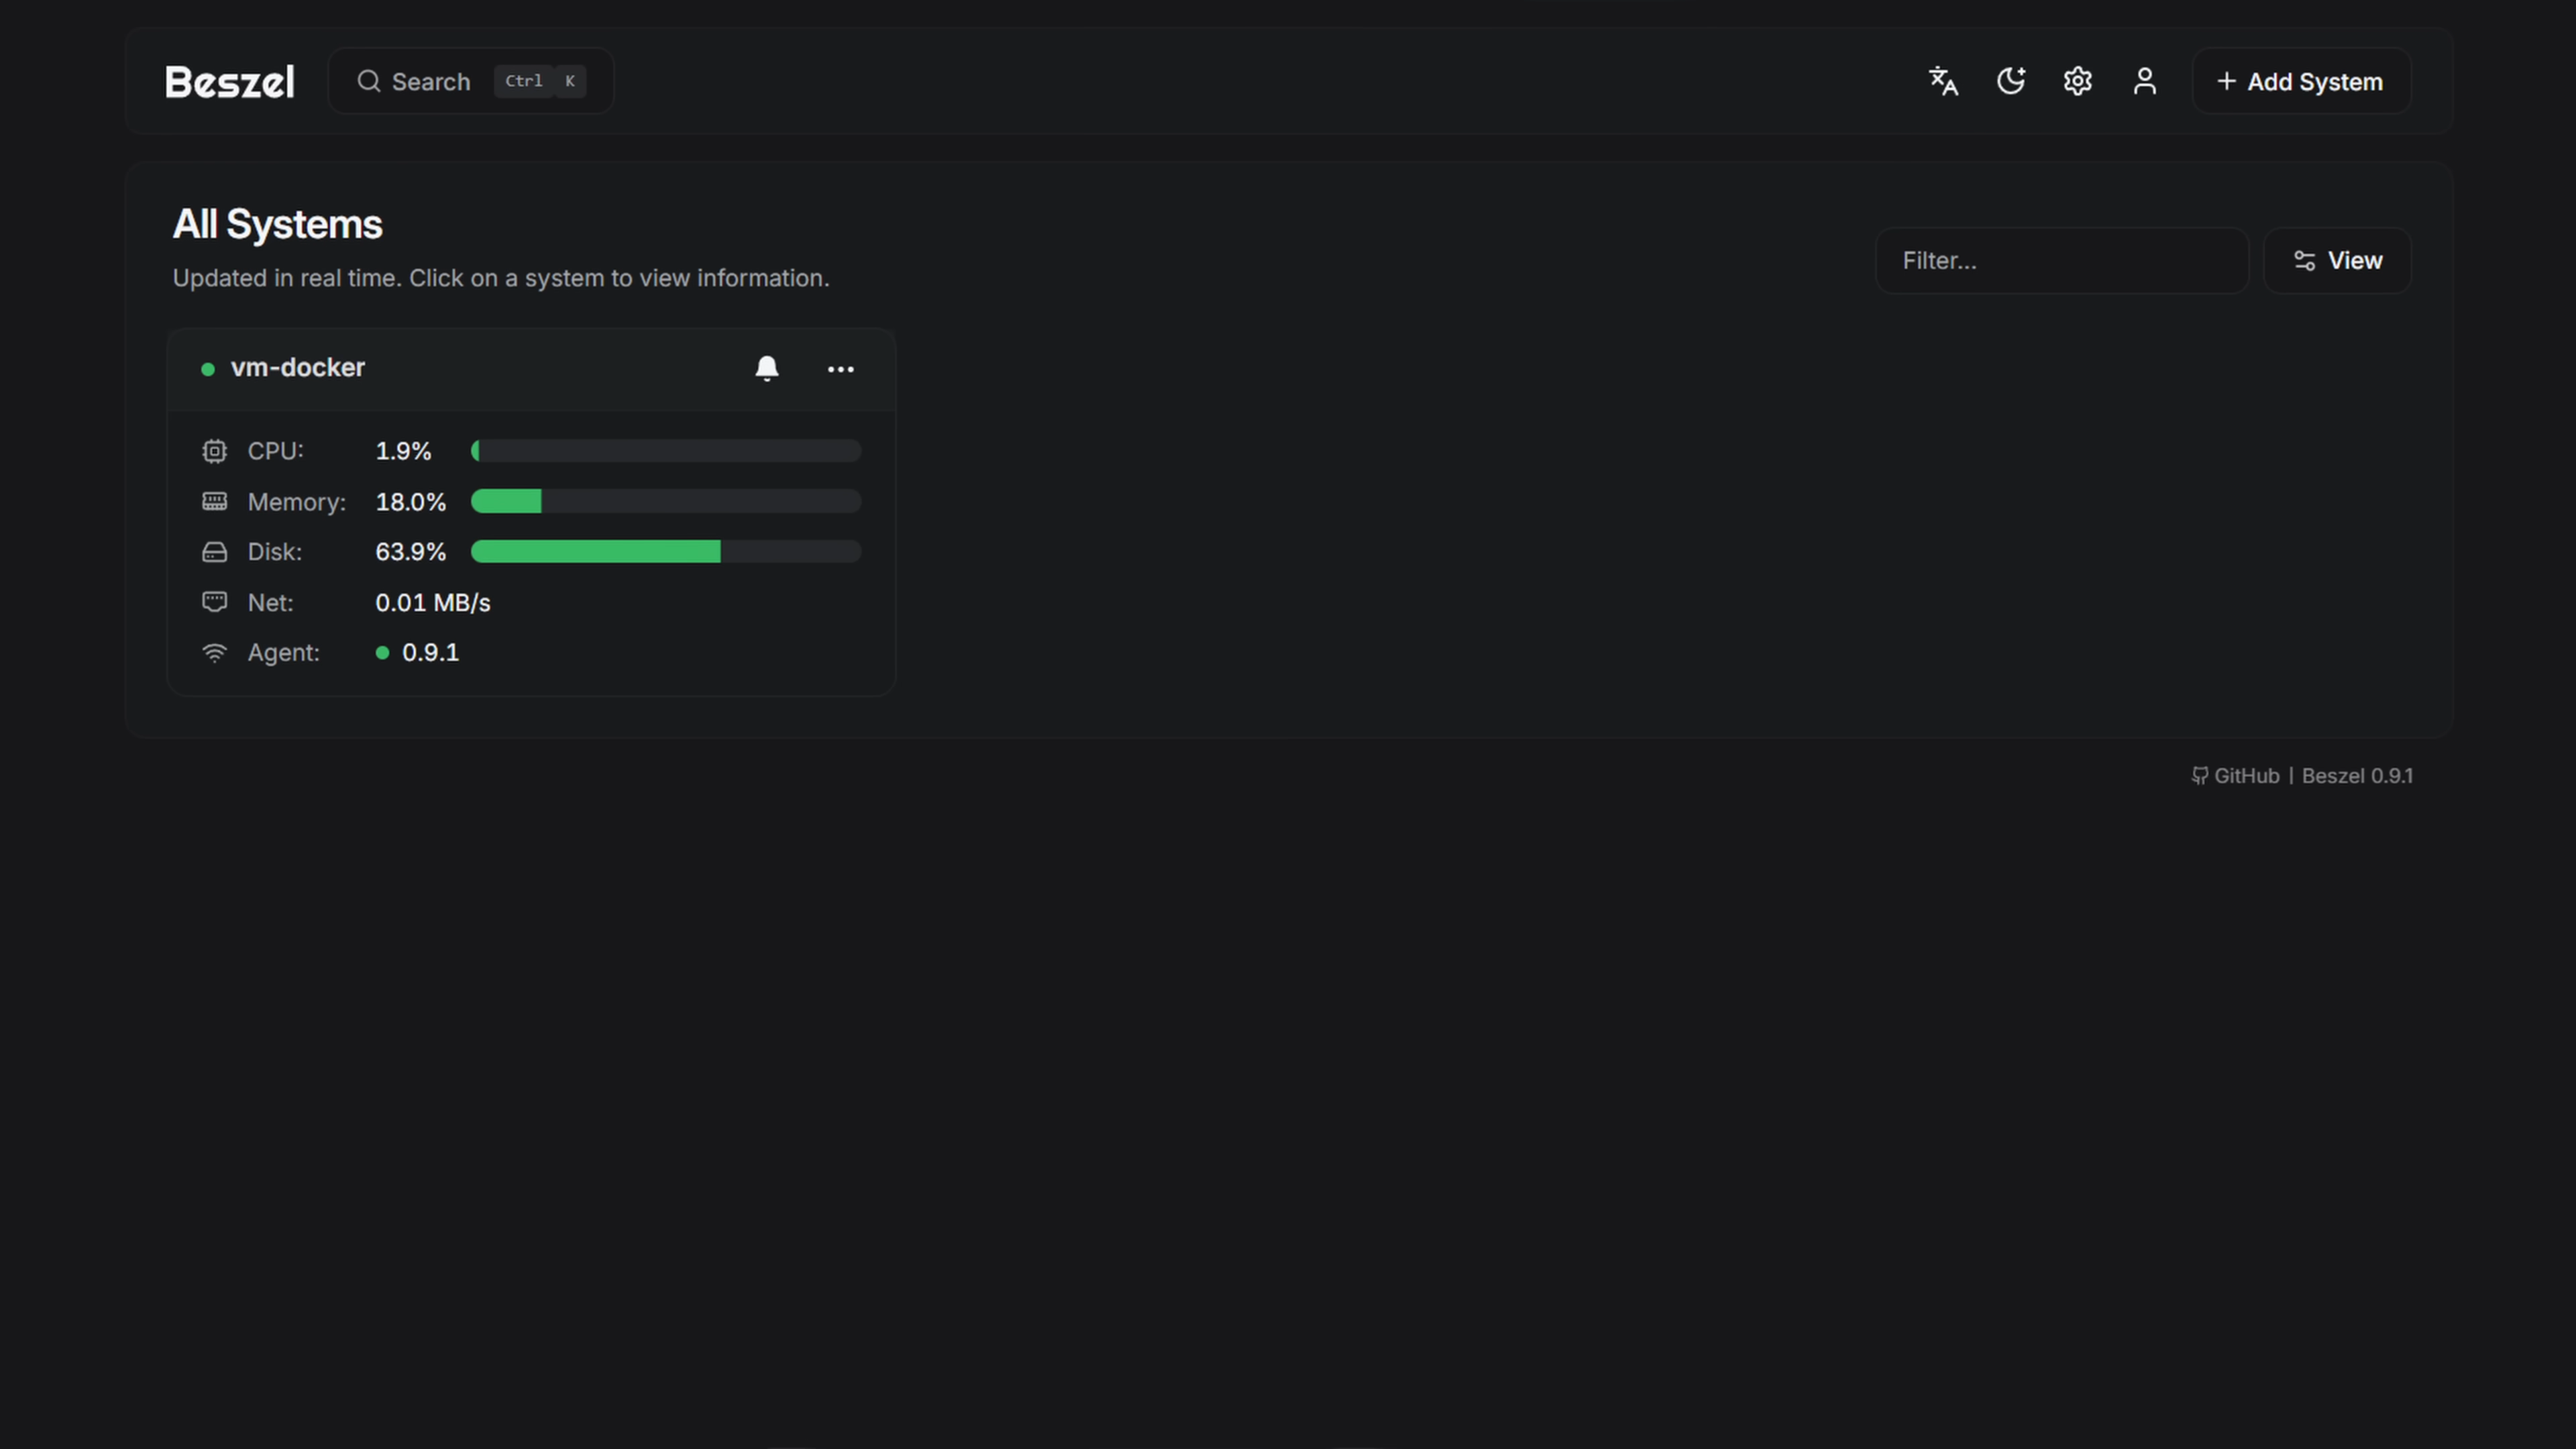 Beszel Search Ctrl K + Add System
All Systems
Updated in real time. Click on a system to view information.
Filter... View
vm-docker
CPU: 1.9%
Memory: 18.0%
Disk: 63.9%
Net: 0.01 MB/s
Agent: 0.9.1
GitHub | Beszel 0.9.1